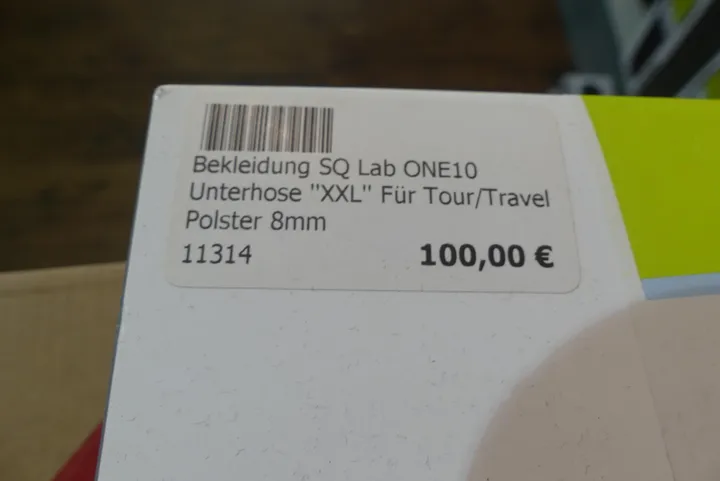 Bekleidung SQ Lab ONE10
Unterhose "XXL" Für Tour/Travel
Polster 8mm
11314 100,00 €